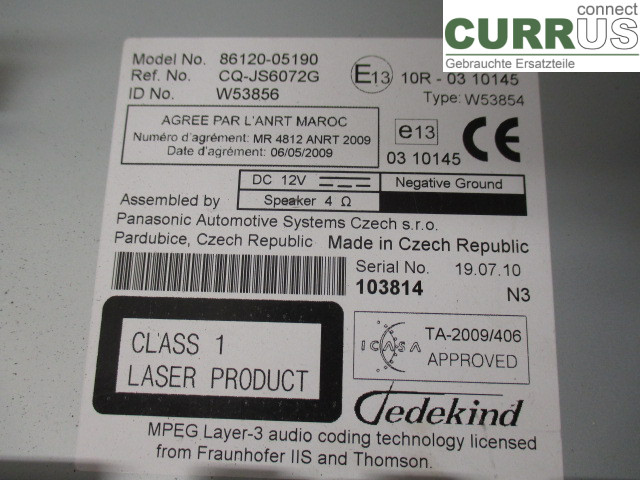 connect
CURRUS
Gebrauchte Ersatzteile
Model No. 86120-05190
Ref. No. CQ-JS6072G
ID No. W53856
E13 10R - 03 10145
Type: W53854
AGREE PAR L'ANRT MAROC
Numéro d'agrément: MR 4812 ANRT 2009
Date d'agrément: 06/05/2009
e13
03 10145
CE
DC 12V
Negative Ground
Speaker 4 Ω
Assembled by
Panasonic Automotive Systems Czech s.r.o.
Pardubice, Czech Republic Made in Czech Republic
Serial No. 19.07.10
103814 N3
CLASS 1
LASER PRODUCT
ICASA
TA-2009/406
APPROVED
Tedekind
MPEG Layer-3 audio coding technology licensed
from Fraunhofer IIS and Thomson.